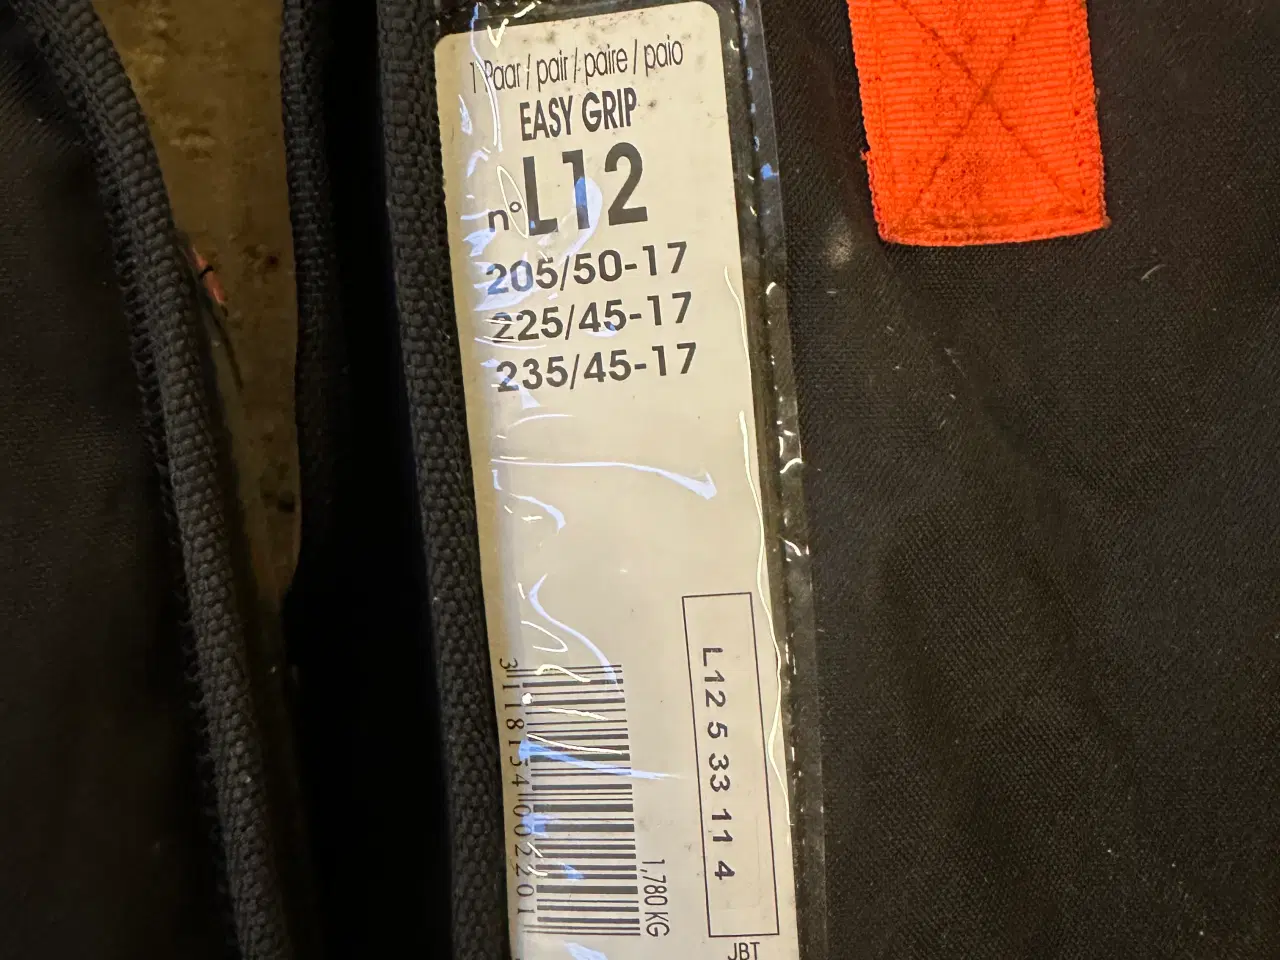 1 Paar / pair / paire / paio
EASY GRIP
n° L12
205/50-17
225/45-17
235/45-17
L12 5 33 11 4
3118154002201
1,780 KG
JBT